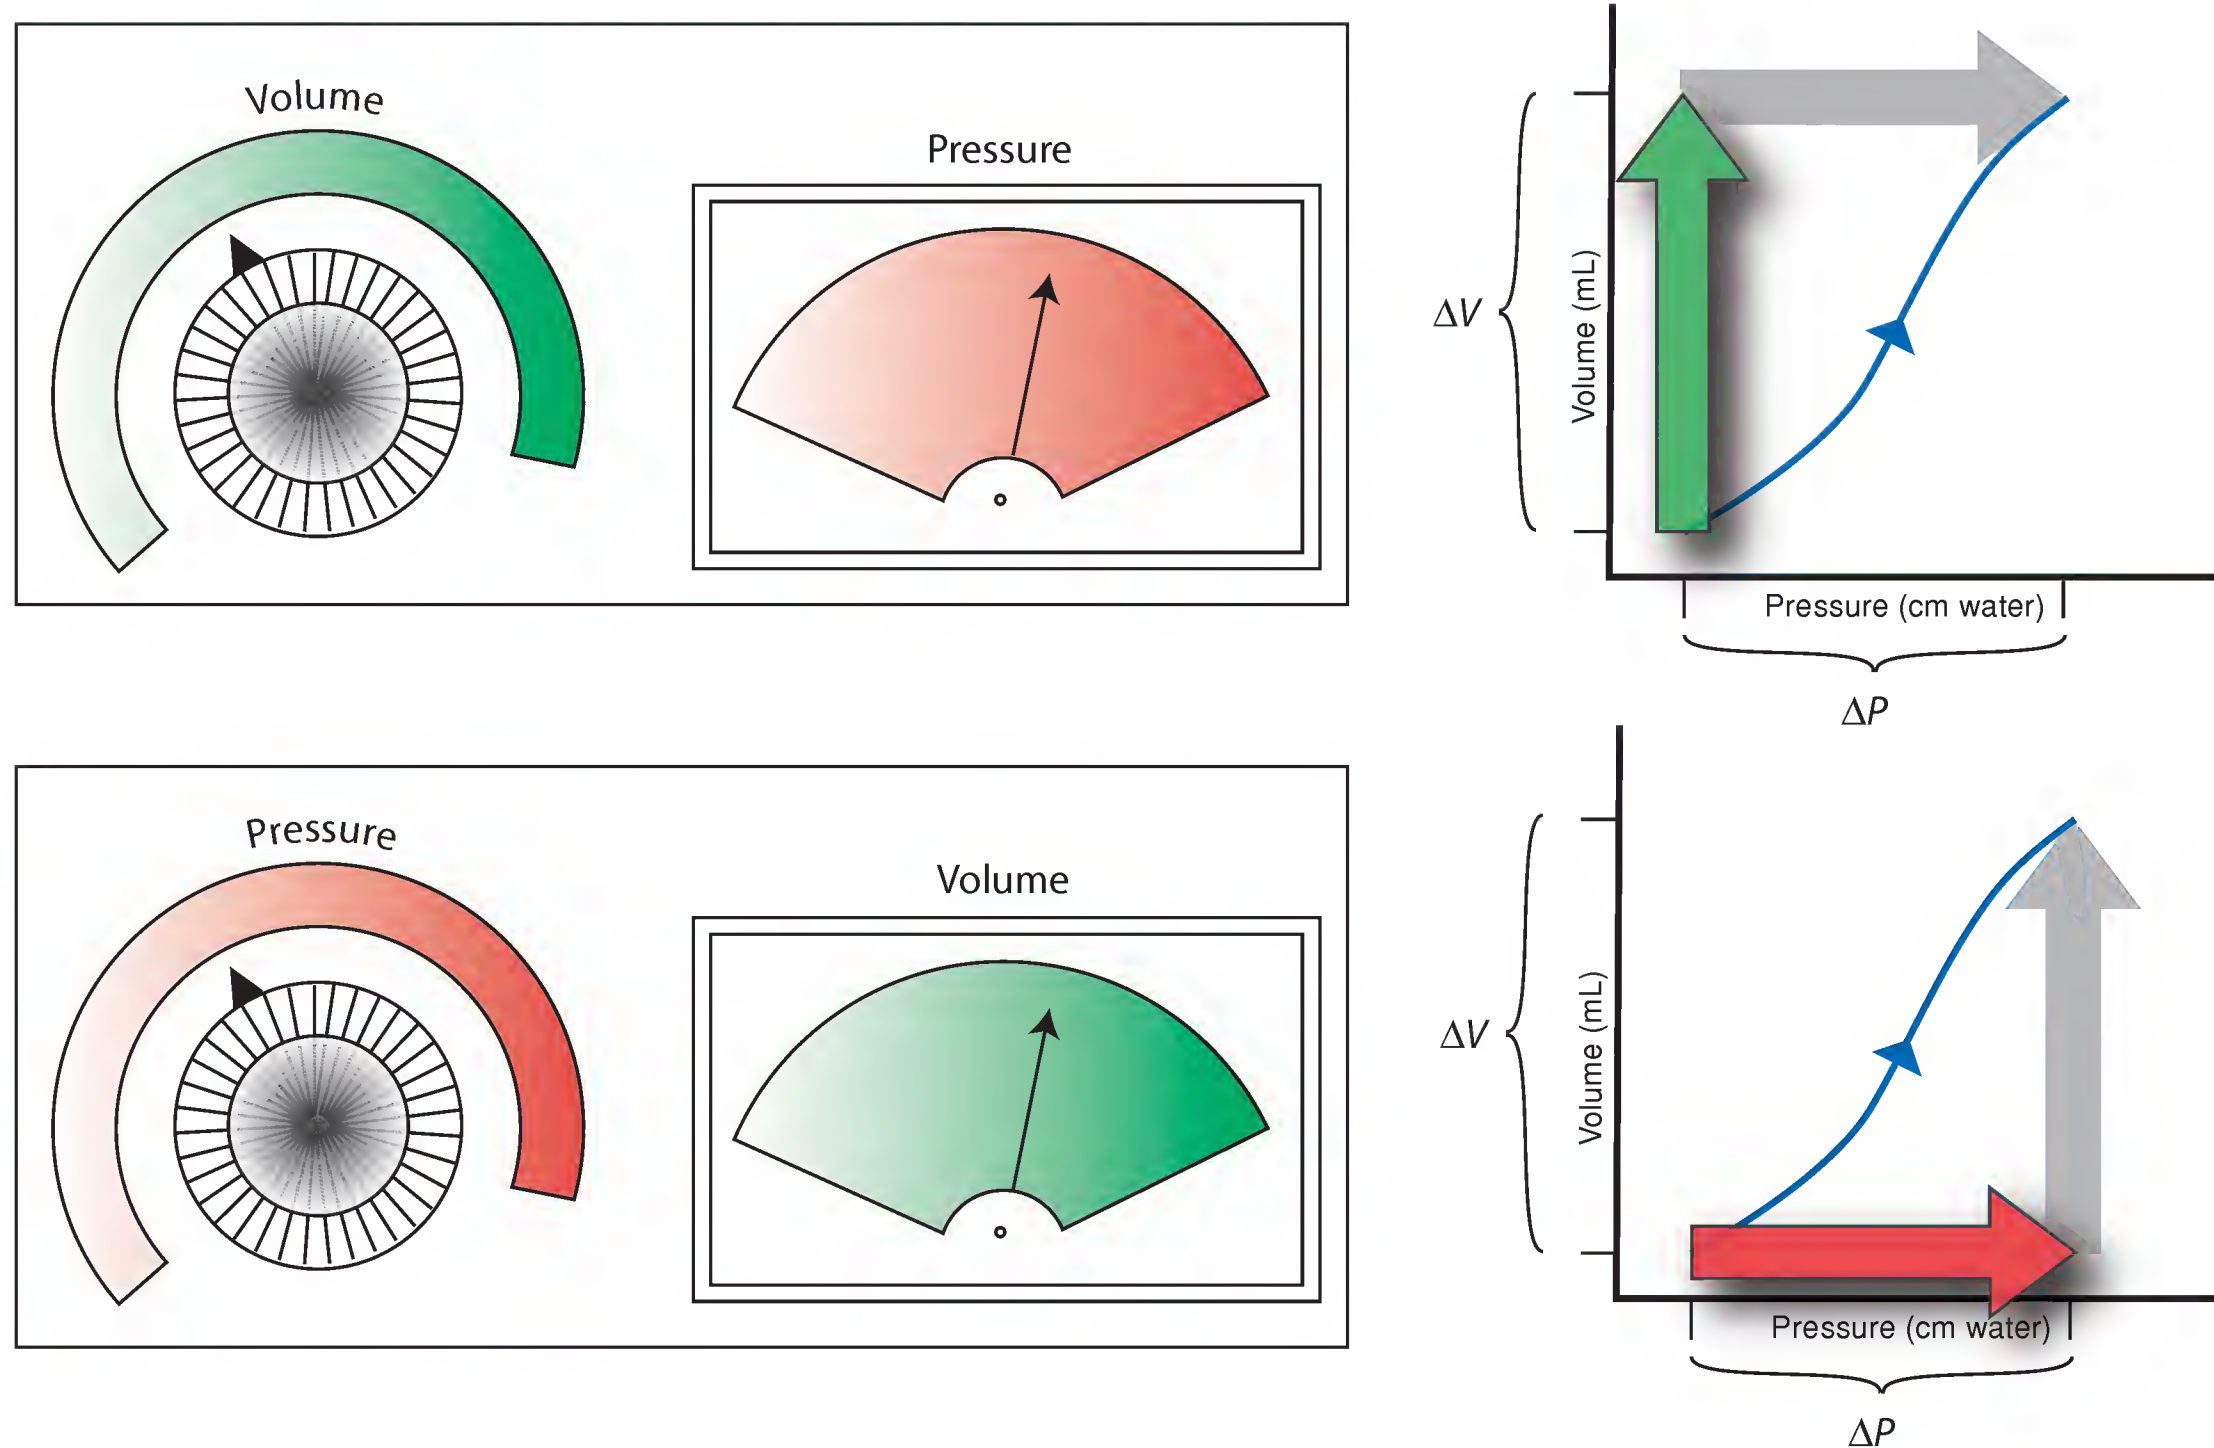 Volume
Pressure
ΔV
Volume (mL)
Pressure (cm water)
ΔP
Pressure
Volume
ΔV
Volume (mL)
Pressure (cm water)
ΔP